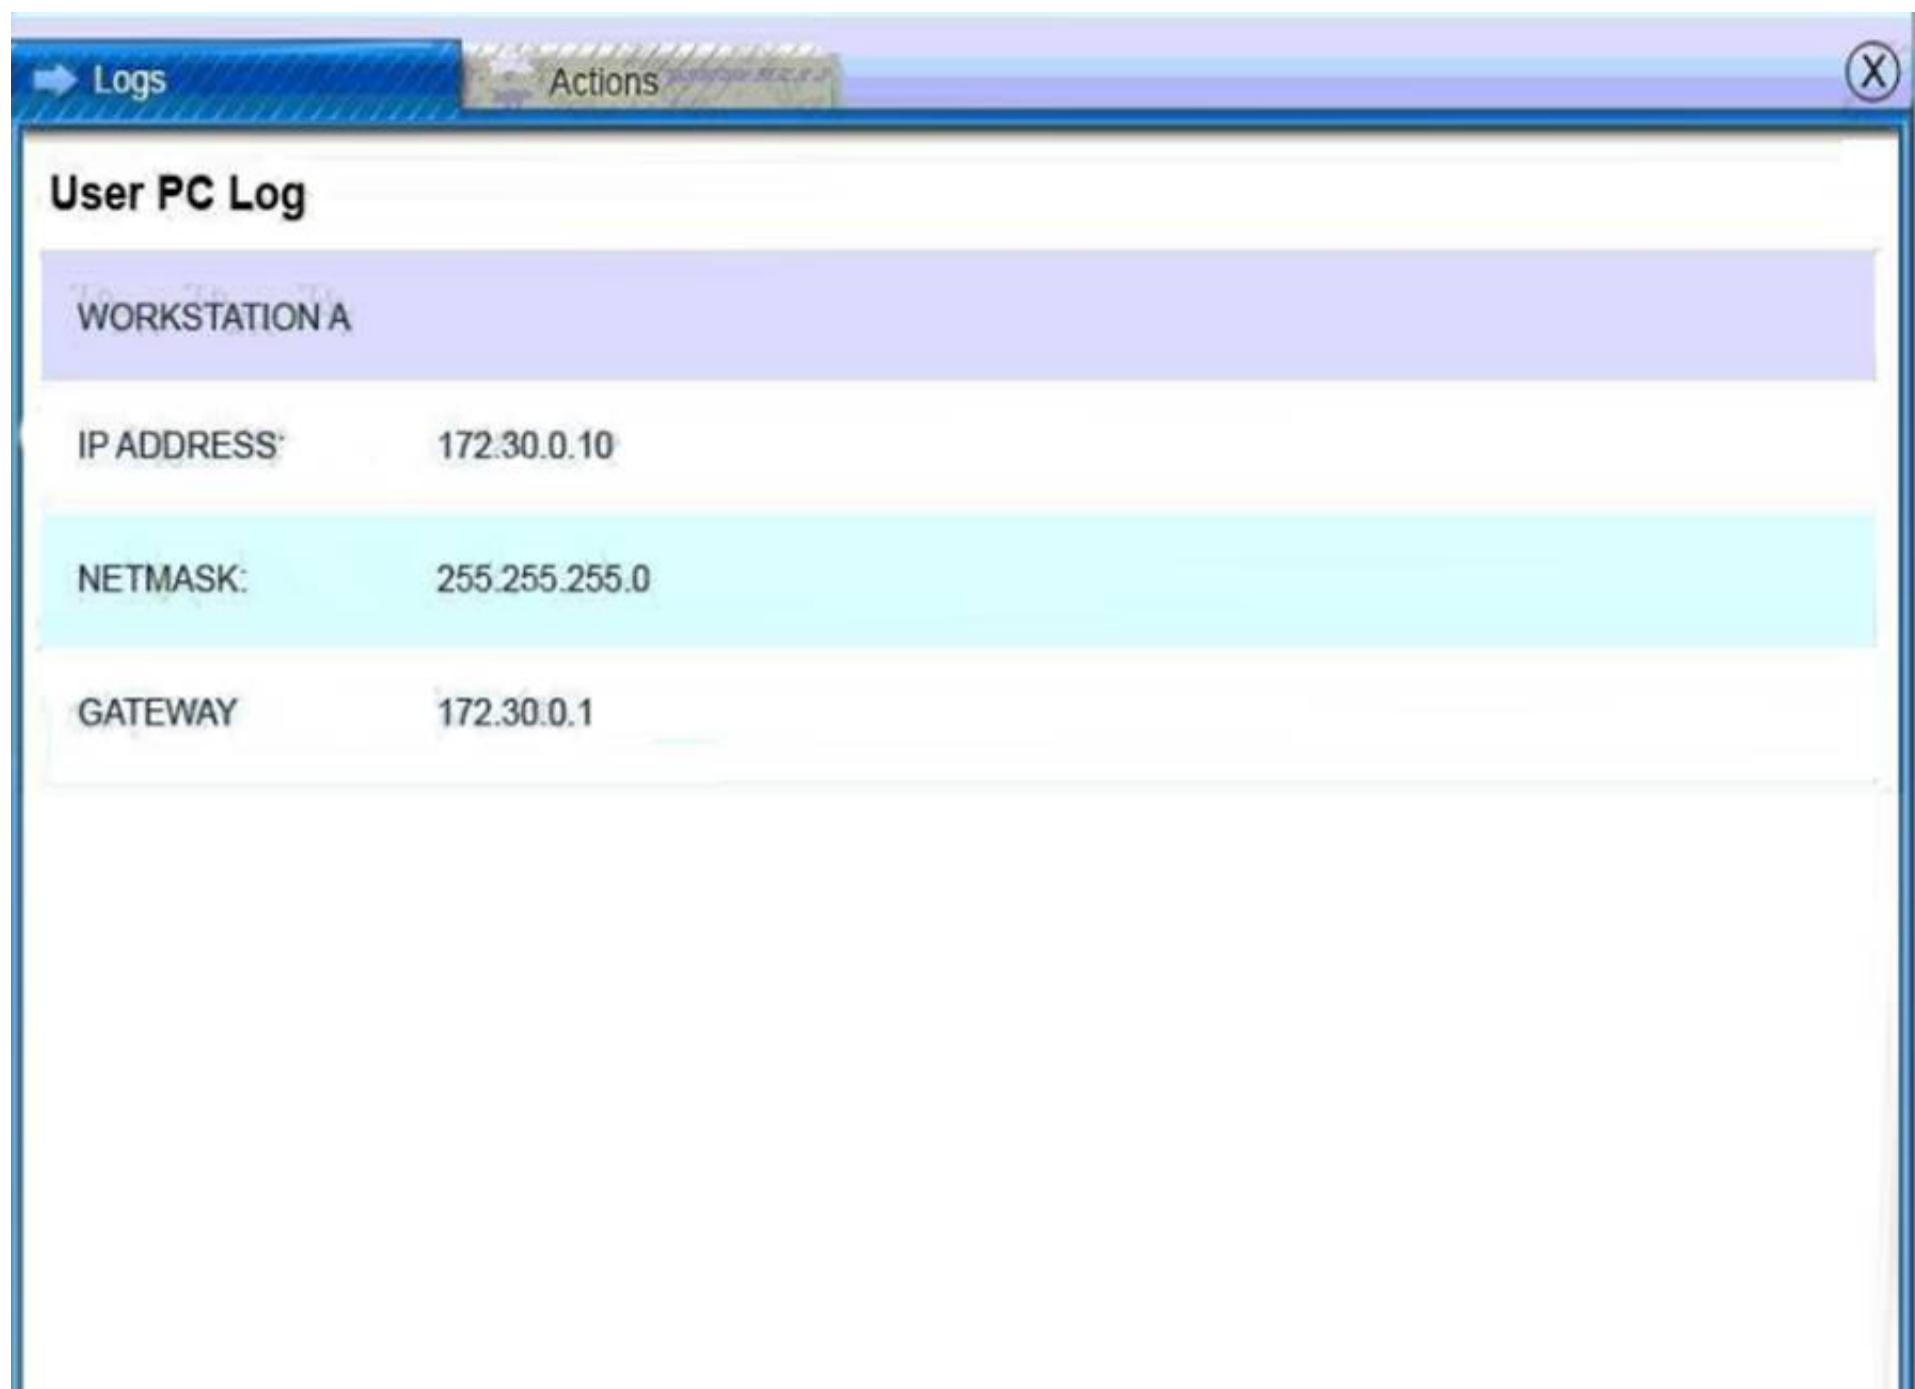 Logs
Actions
X
User PC Log
WORKSTATION A
IP ADDRESS: 172.30.0.10
NETMASK: 255.255.255.0
GATEWAY 172.30.0.1